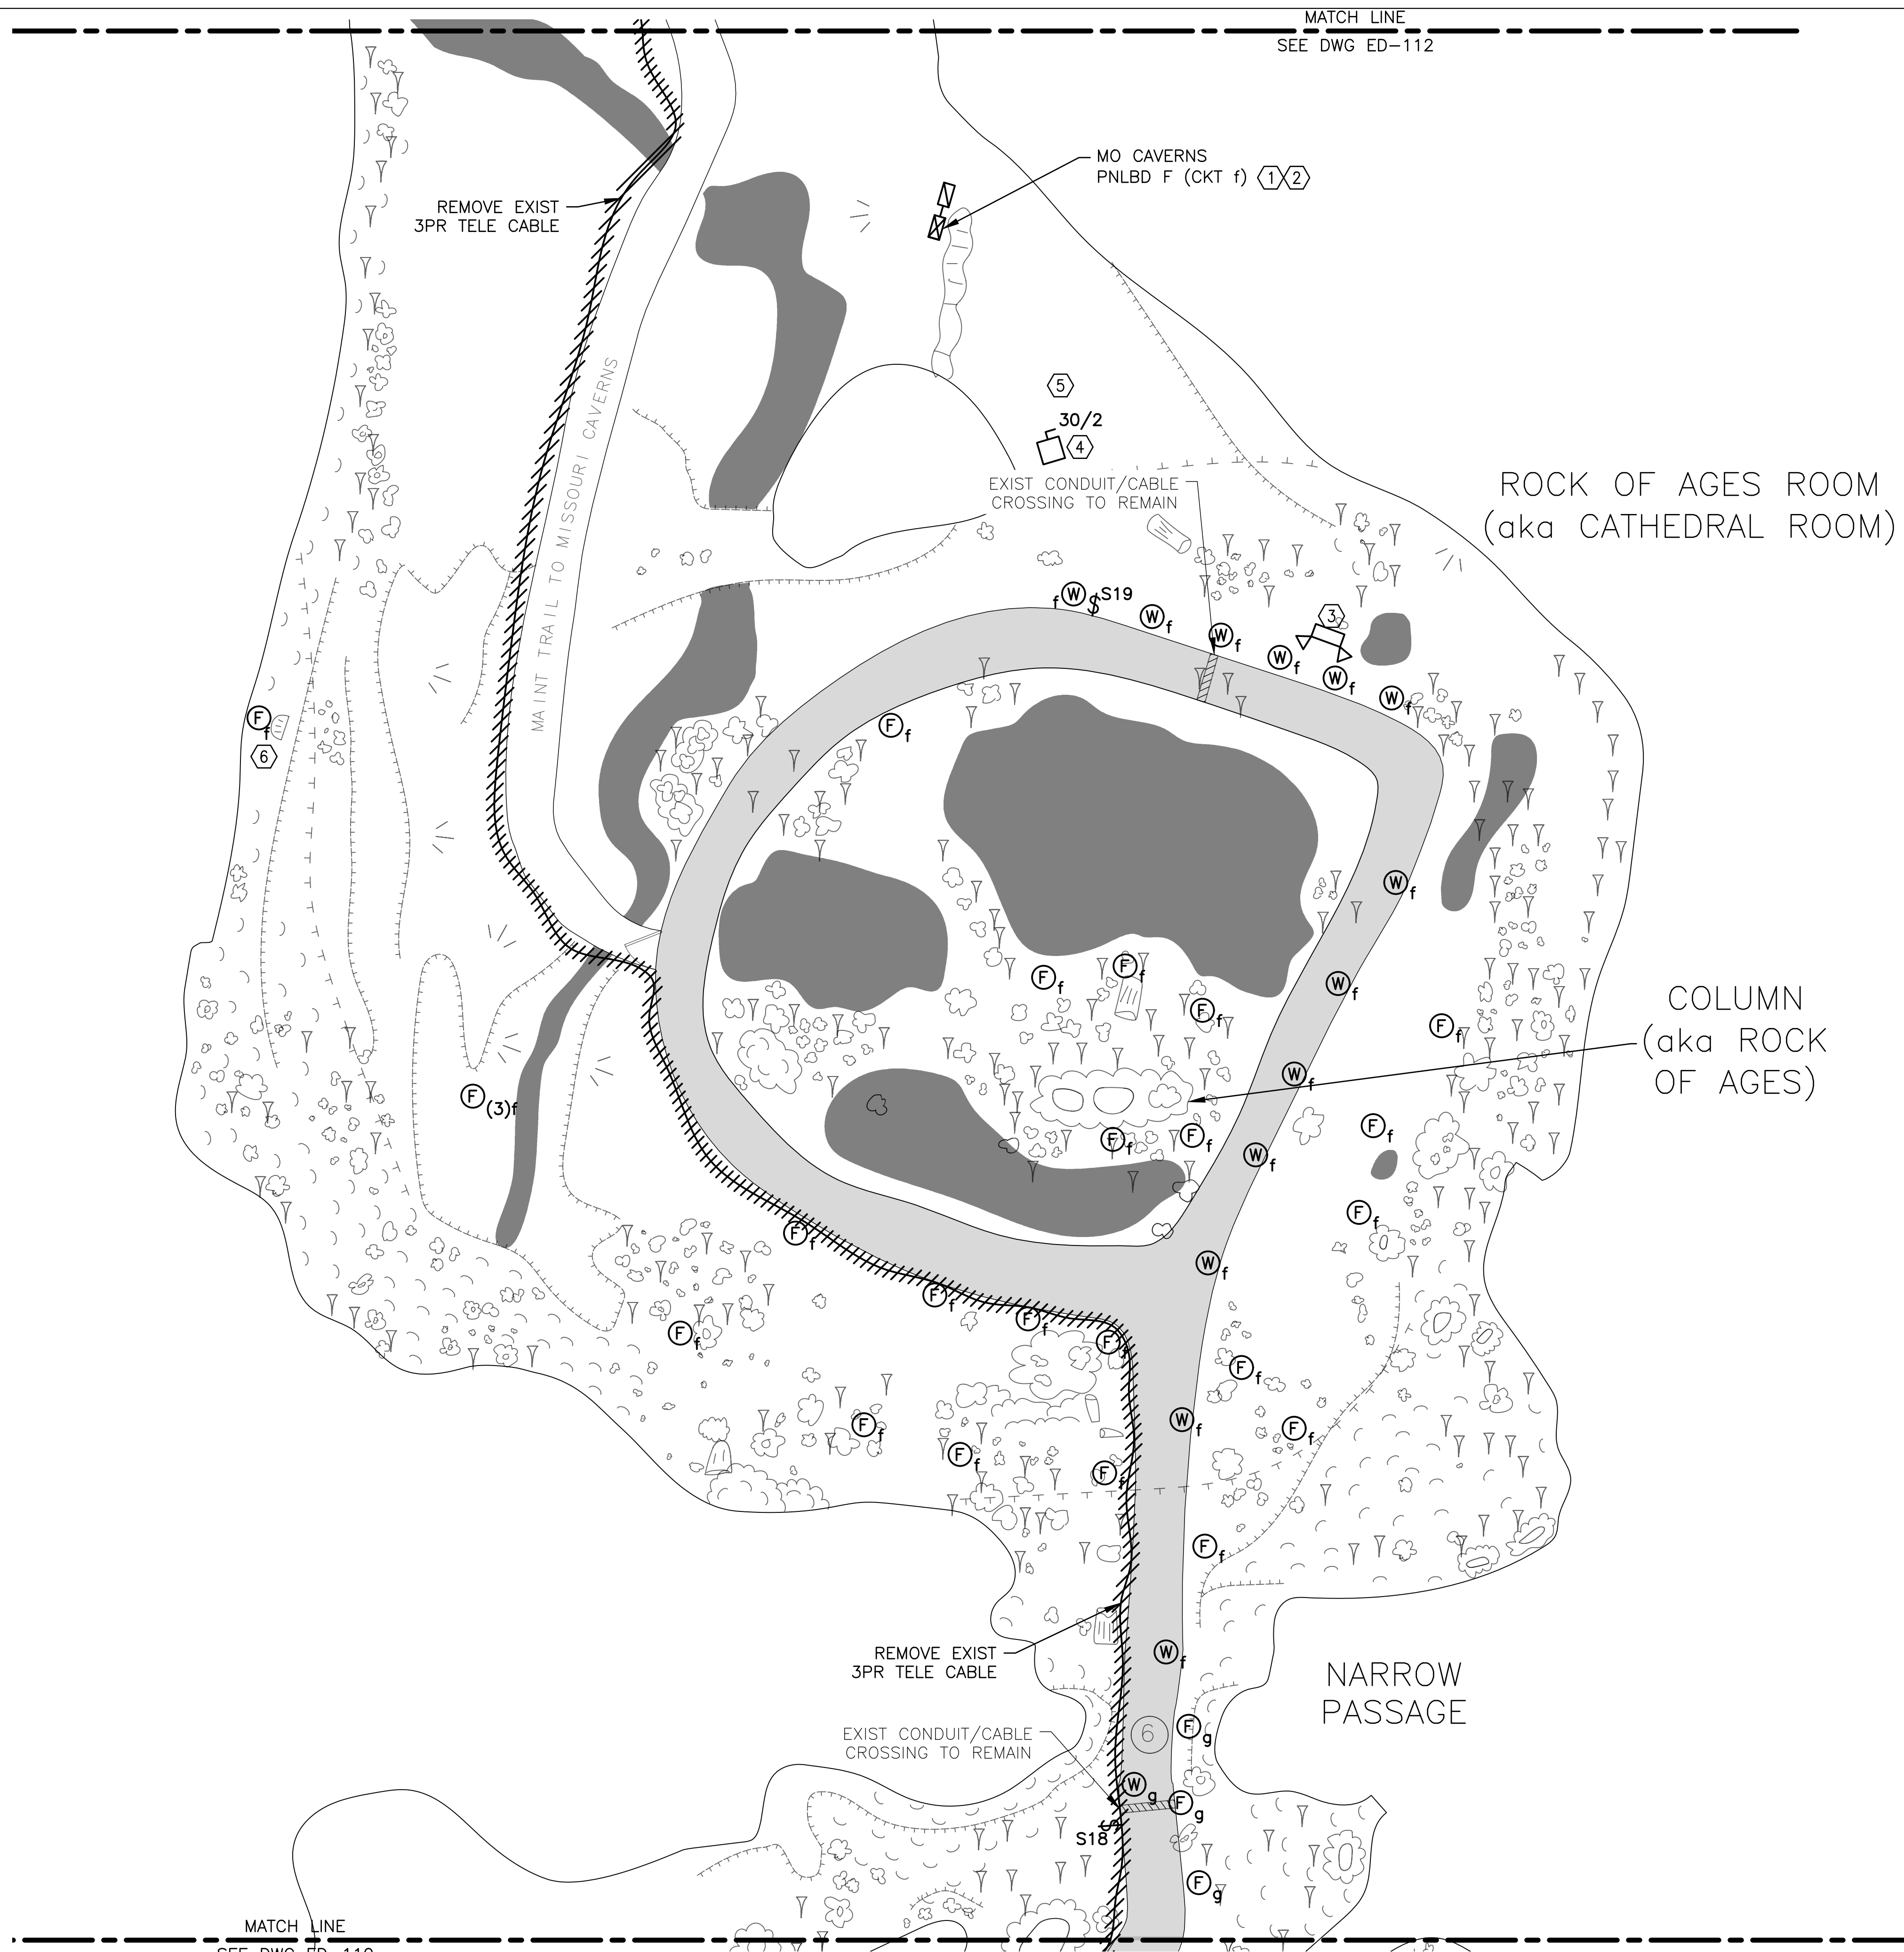 MATCH LINE
SEE DWG ED-112
MO CAVERNS
PNLBD F (CKT f) 1 2
REMOVE EXIST
3PR TELE CABLE
MAINT TRAIL TO MISSOURI CAVERNS
5
30/2
4
EXIST CONDUIT/CABLE
CROSSING TO REMAIN
ROCK OF AGES ROOM
(aka CATHEDRAL ROOM)
f W $ S19
W f
W f
3
W f
W f
W f
F f
6
F f
W f
W f
F f
F f
F f
F f
COLUMN
(aka ROCK
OF AGES)
W f
F (3)f
F f
F f
F f
W f
F f
F f
W f
F f
F f
F f
F f
F f
W f
F f
F f
F f
F f
F f
F f
REMOVE EXIST
3PR TELE CABLE
W f
NARROW
PASSAGE
6
F g
EXIST CONDUIT/CABLE
CROSSING TO REMAIN
W g
F g
S18 $
F g
MATCH LINE